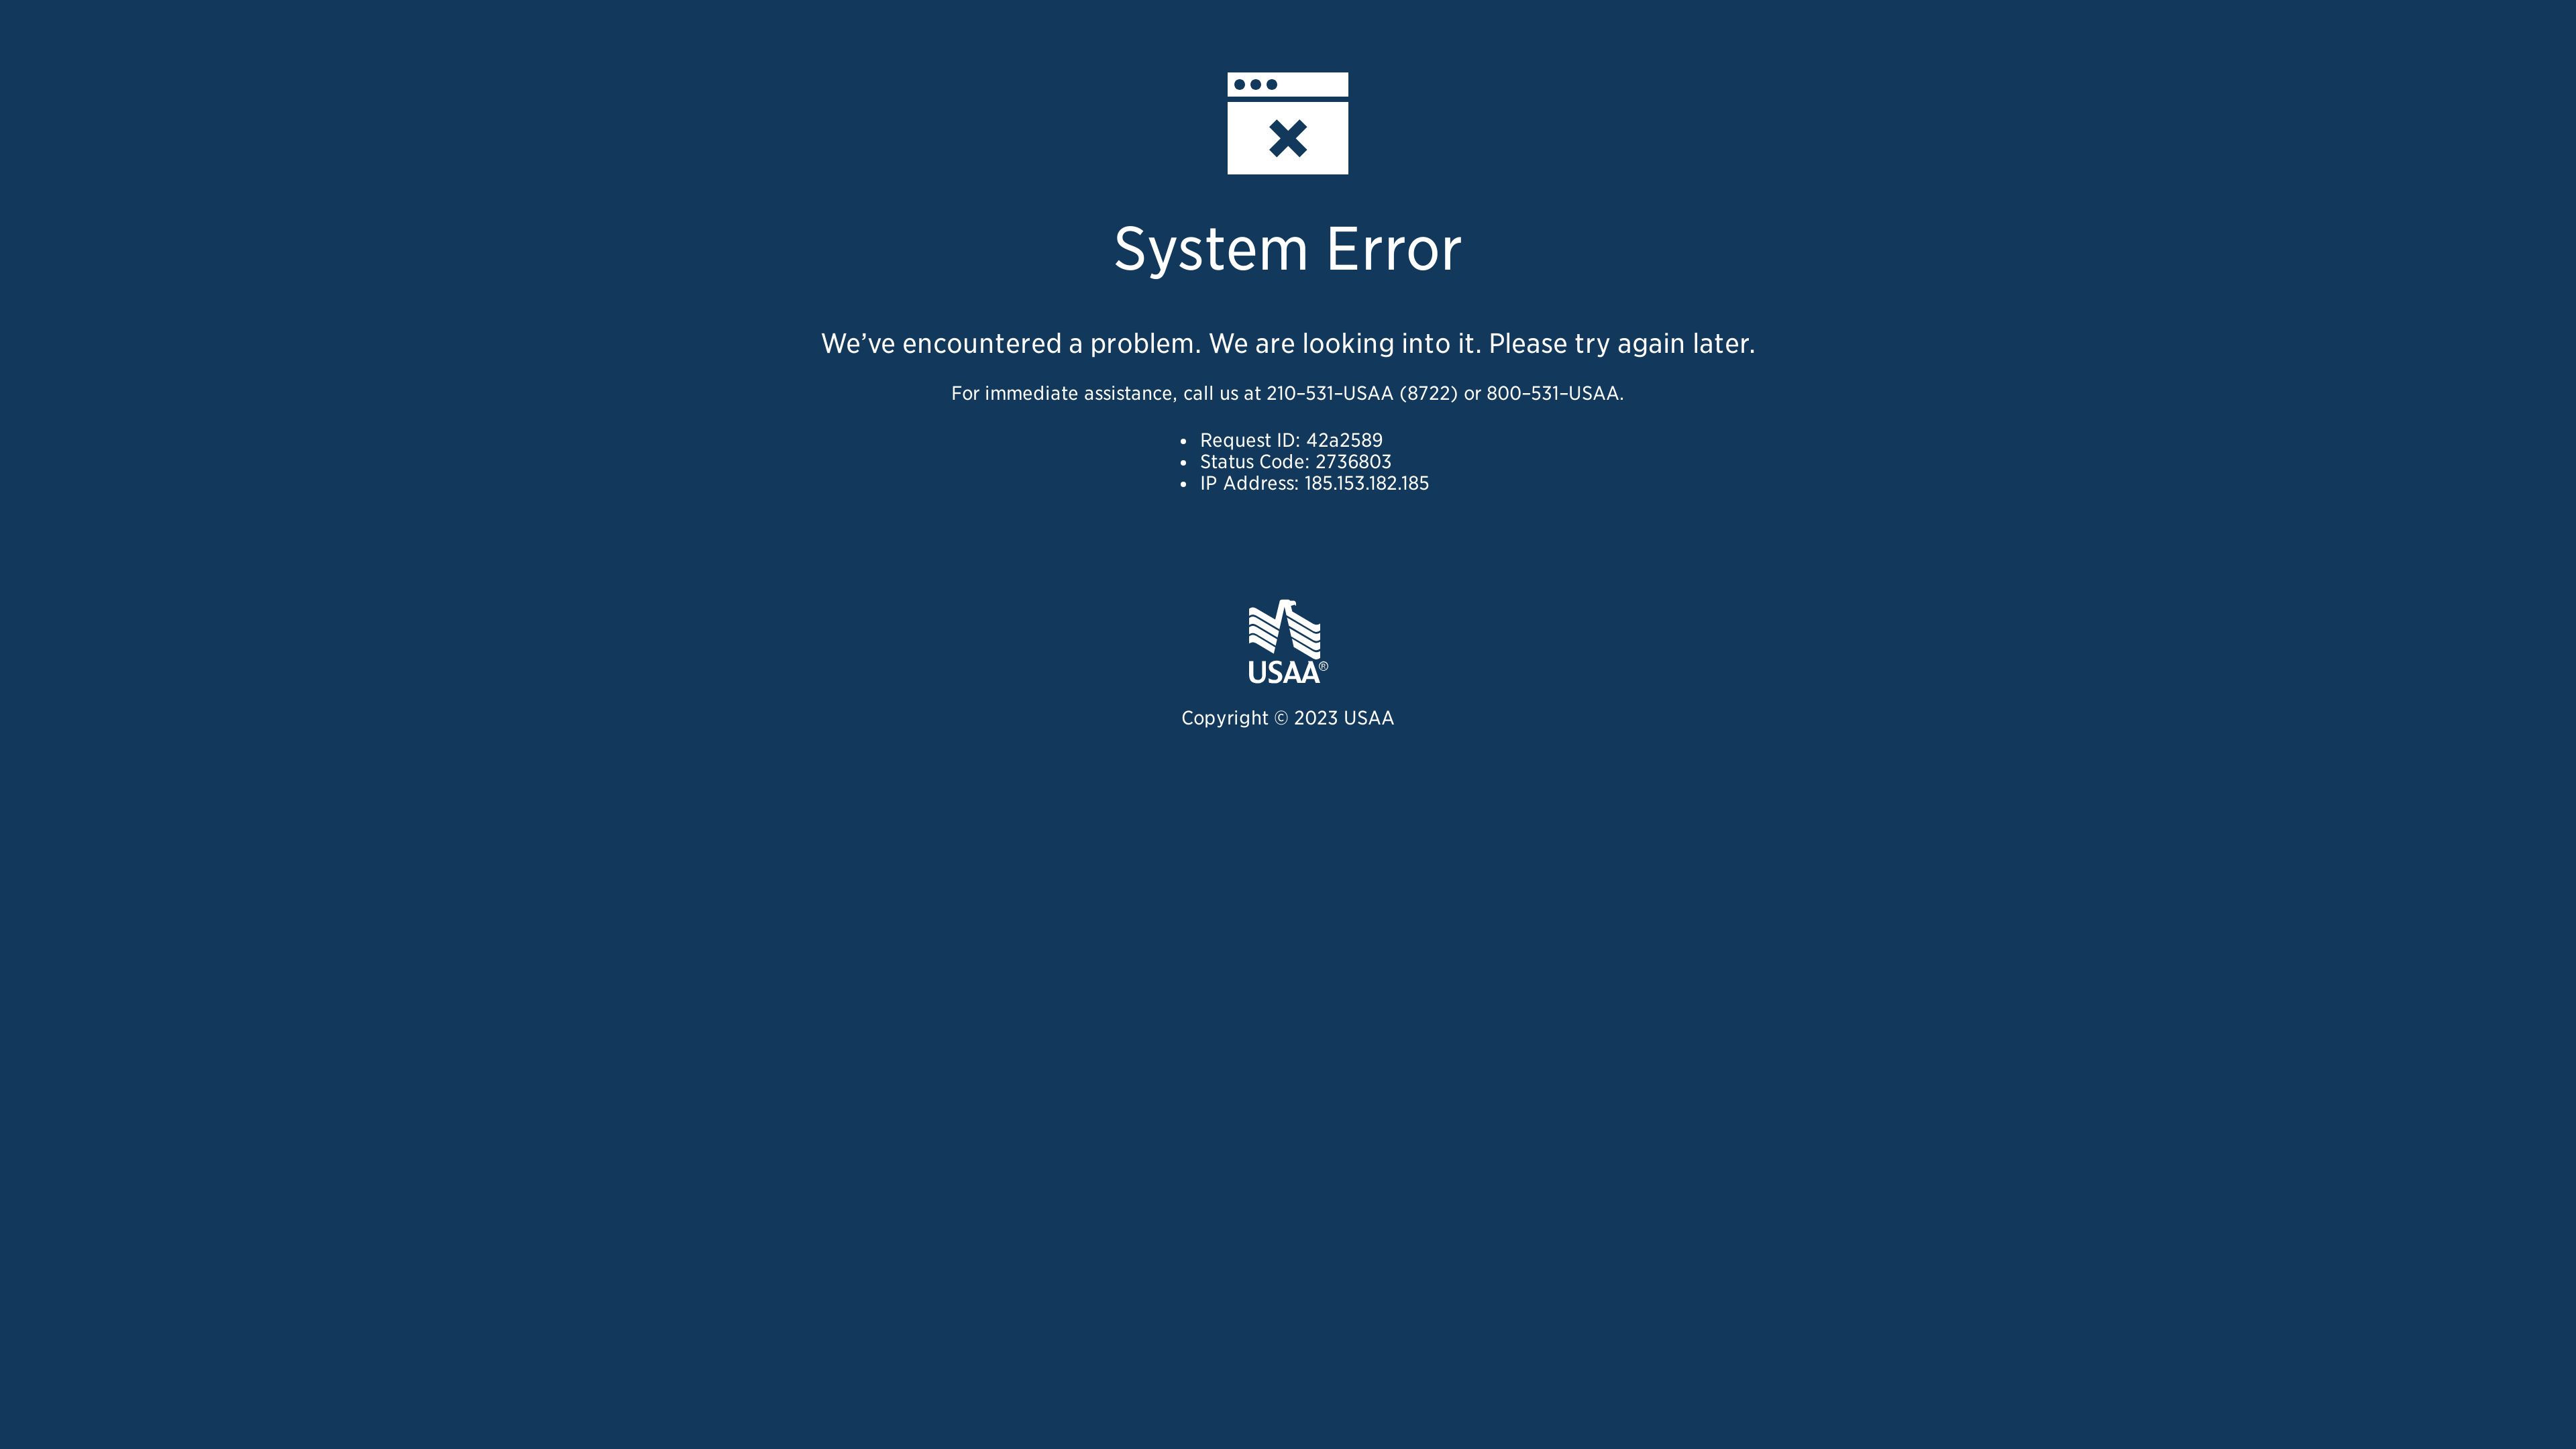 System Error
We’ve encountered a problem. We are looking into it. Please try again later.
For immediate assistance, call us at 210–531–USAA (8722) or 800–531–USAA.
• Request ID: 42a2589
• Status Code: 2736803
• IP Address: 185.153.182.185
USAA®
Copyright © 2023 USAA